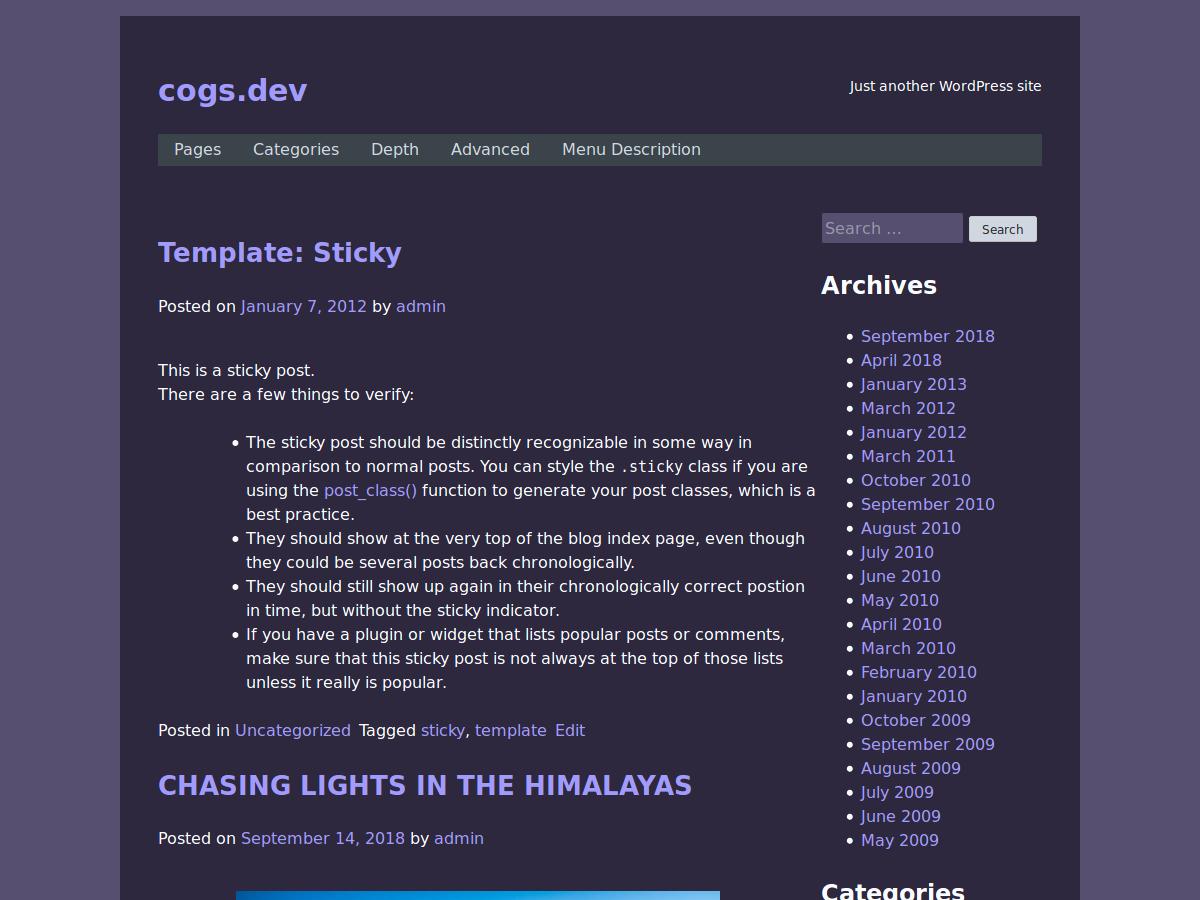 cogs.dev
Just another WordPress site
Pages Categories Depth Advanced Menu Description
Template: Sticky
Posted on January 7, 2012 by admin
This is a sticky post.
There are a few things to verify:
The sticky post should be distinctly recognizable in some way in
comparison to normal posts. You can style the .sticky class if you are
using the post_class() function to generate your post classes, which is a
best practice.
They should show at the very top of the blog index page, even though
they could be several posts back chronologically.
They should still show up again in their chronologically correct postion
in time, but without the sticky indicator.
If you have a plugin or widget that lists popular posts or comments,
make sure that this sticky post is not always at the top of those lists
unless it really is popular.
Posted in Uncategorized Tagged sticky, template Edit
CHASING LIGHTS IN THE HIMALAYAS
Posted on September 14, 2018 by admin
Search …
Search
Archives
September 2018
April 2018
January 2013
March 2012
January 2012
March 2011
October 2010
September 2010
August 2010
July 2010
June 2010
May 2010
April 2010
March 2010
February 2010
January 2010
October 2009
September 2009
August 2009
July 2009
June 2009
May 2009
Categories